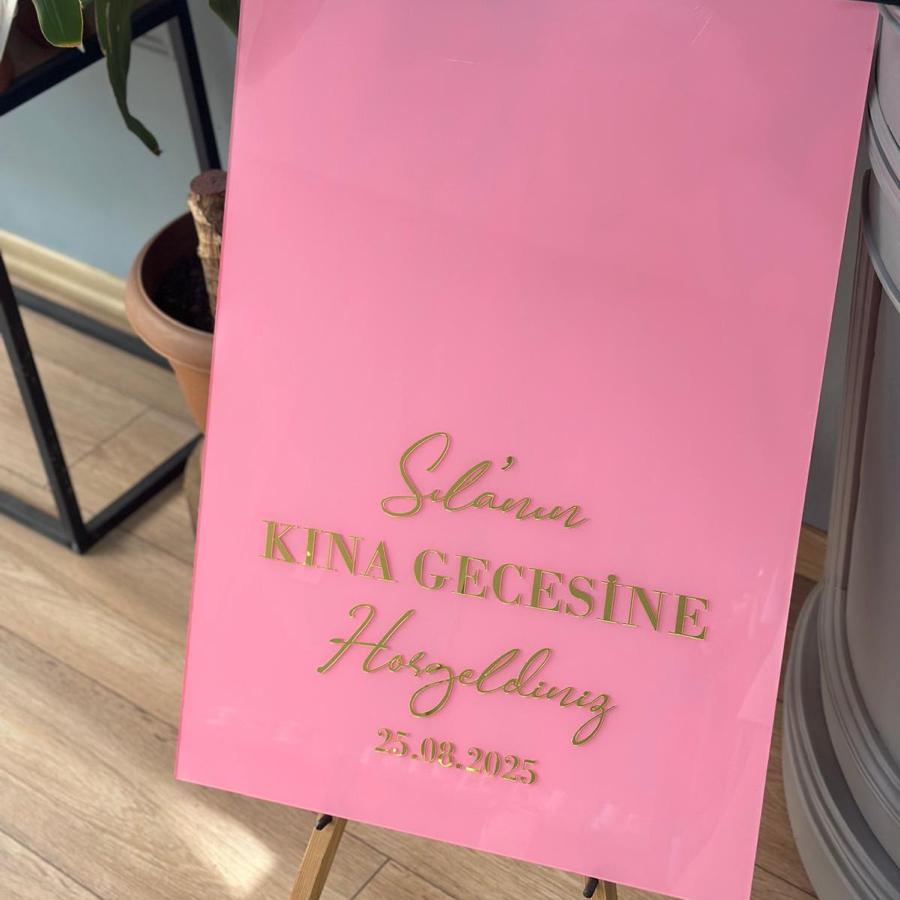 Sıla'nın
KINA GECESİNE
Hoşgeldiniz
25.08.2025